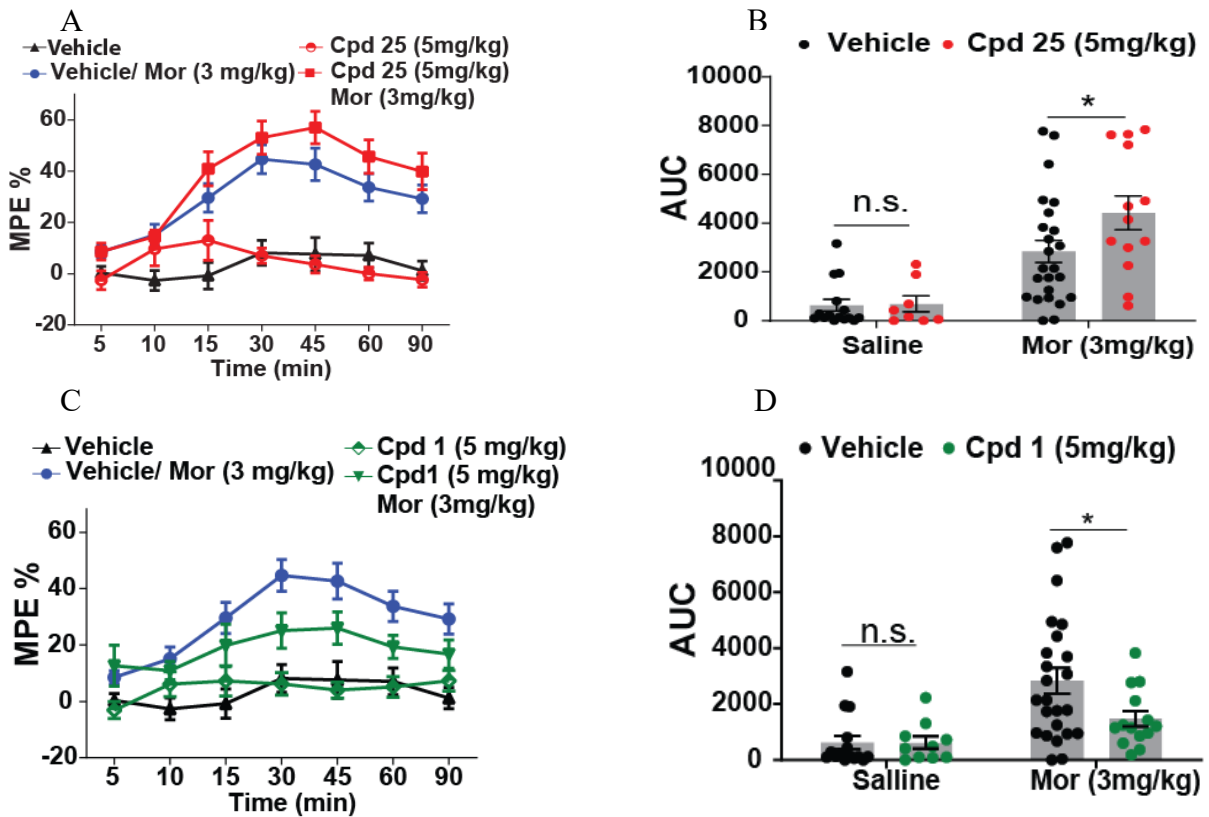 A
Vehicle
Vehicle/ Mor (3 mg/kg)
Cpd 25 (5mg/kg)
Cpd 25 (5mg/kg)
Mor (3mg/kg)
MPE %
60
40
20
0
-20
5 10 15 30 45 60 90
Time (min)
B
Vehicle Cpd 25 (5mg/kg)
AUC
10000
8000
6000
4000
2000
0
n.s.
*
Saline Mor (3mg/kg)
C
Vehicle
Vehicle/ Mor (3 mg/kg)
Cpd 1 (5 mg/kg)
Cpd1 (5 mg/kg)
Mor (3mg/kg)
MPE %
60
40
20
0
-20
5 10 15 30 45 60 90
Time (min)
D
Vehicle Cpd 1 (5mg/kg)
AUC
10000
8000
6000
4000
2000
0
n.s.
*
Saline Mor (3mg/kg)